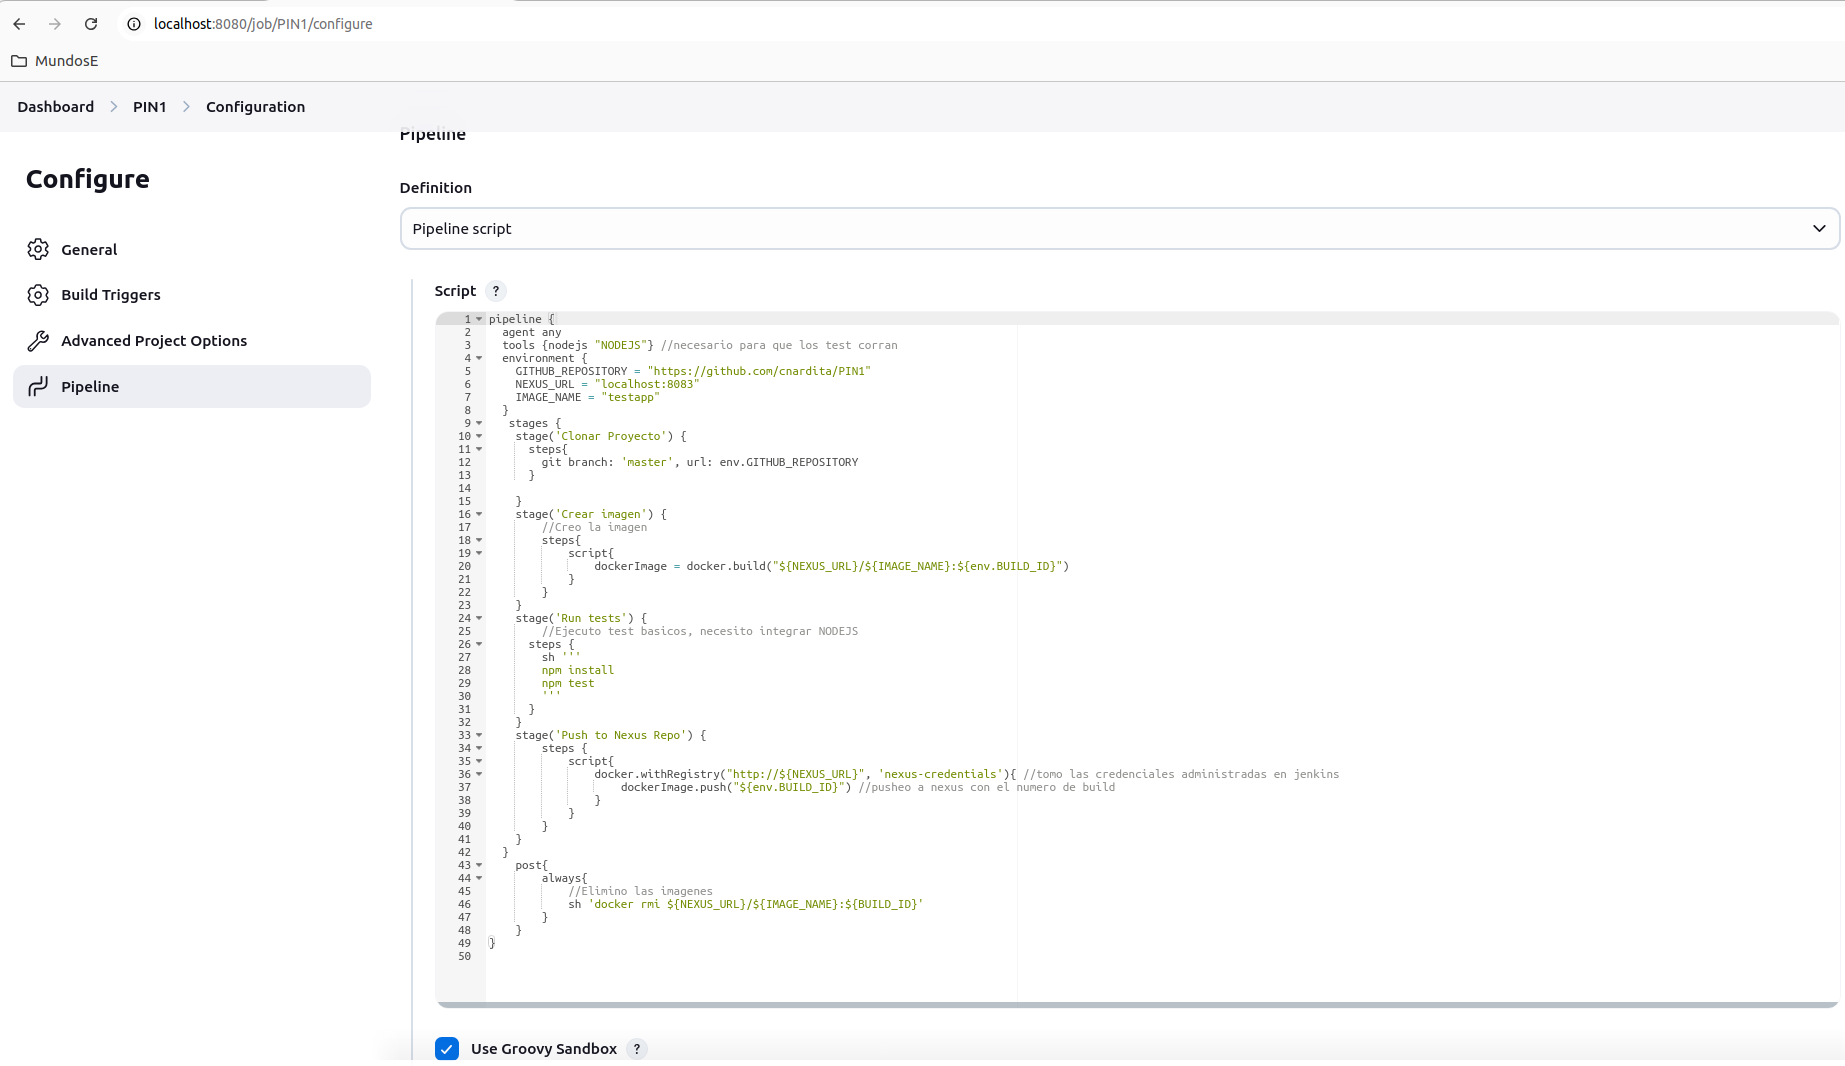 localhost:8080/job/PIN1/configure
MundosE
Dashboard > PIN1 > Configuration
Pipeline
Configure
General
Build Triggers
Advanced Project Options
Pipeline
Definition
Pipeline script
Script ?
1 pipeline {
2   agent any
3   tools {nodejs "NODEJS"} //necesario para que los test corran
4   environment {
5     GITHUB_REPOSITORY = "https://github.com/cnardita/PIN1"
6     NEXUS_URL = "localhost:8083"
7     IMAGE_NAME = "testapp"
8   }
9    stages {
10     stage('Clonar Proyecto') {
11       steps{
12         git branch: 'master', url: env.GITHUB_REPOSITORY
13       }
14
15     }
16     stage('Crear imagen') {
17         //Creo la imagen
18         steps{
19             script{
20                 dockerImage = docker.build("${NEXUS_URL}/${IMAGE_NAME}:${env.BUILD_ID}")
21             }
22         }
23     }
24     stage('Run tests') {
25         //Ejecuto test basicos, necesito integrar NODEJS
26       steps {
27         sh '''
28         npm install
29         npm test
30         '''
31       }
32     }
33     stage('Push to Nexus Repo') {
34         steps {
35             script{
36                 docker.withRegistry("http://${NEXUS_URL}", 'nexus-credentials'){ //tomo las credenciales administradas en jenkins
37                     dockerImage.push("${env.BUILD_ID}") //pusheo a nexus con el numero de build
38                 }
39             }
40         }
41     }
42   }
43     post{
44         always{
45             //Elimino las imagenes
46             sh 'docker rmi ${NEXUS_URL}/${IMAGE_NAME}:${BUILD_ID}'
47         }
48     }
49 }
50
Use Groovy Sandbox ?